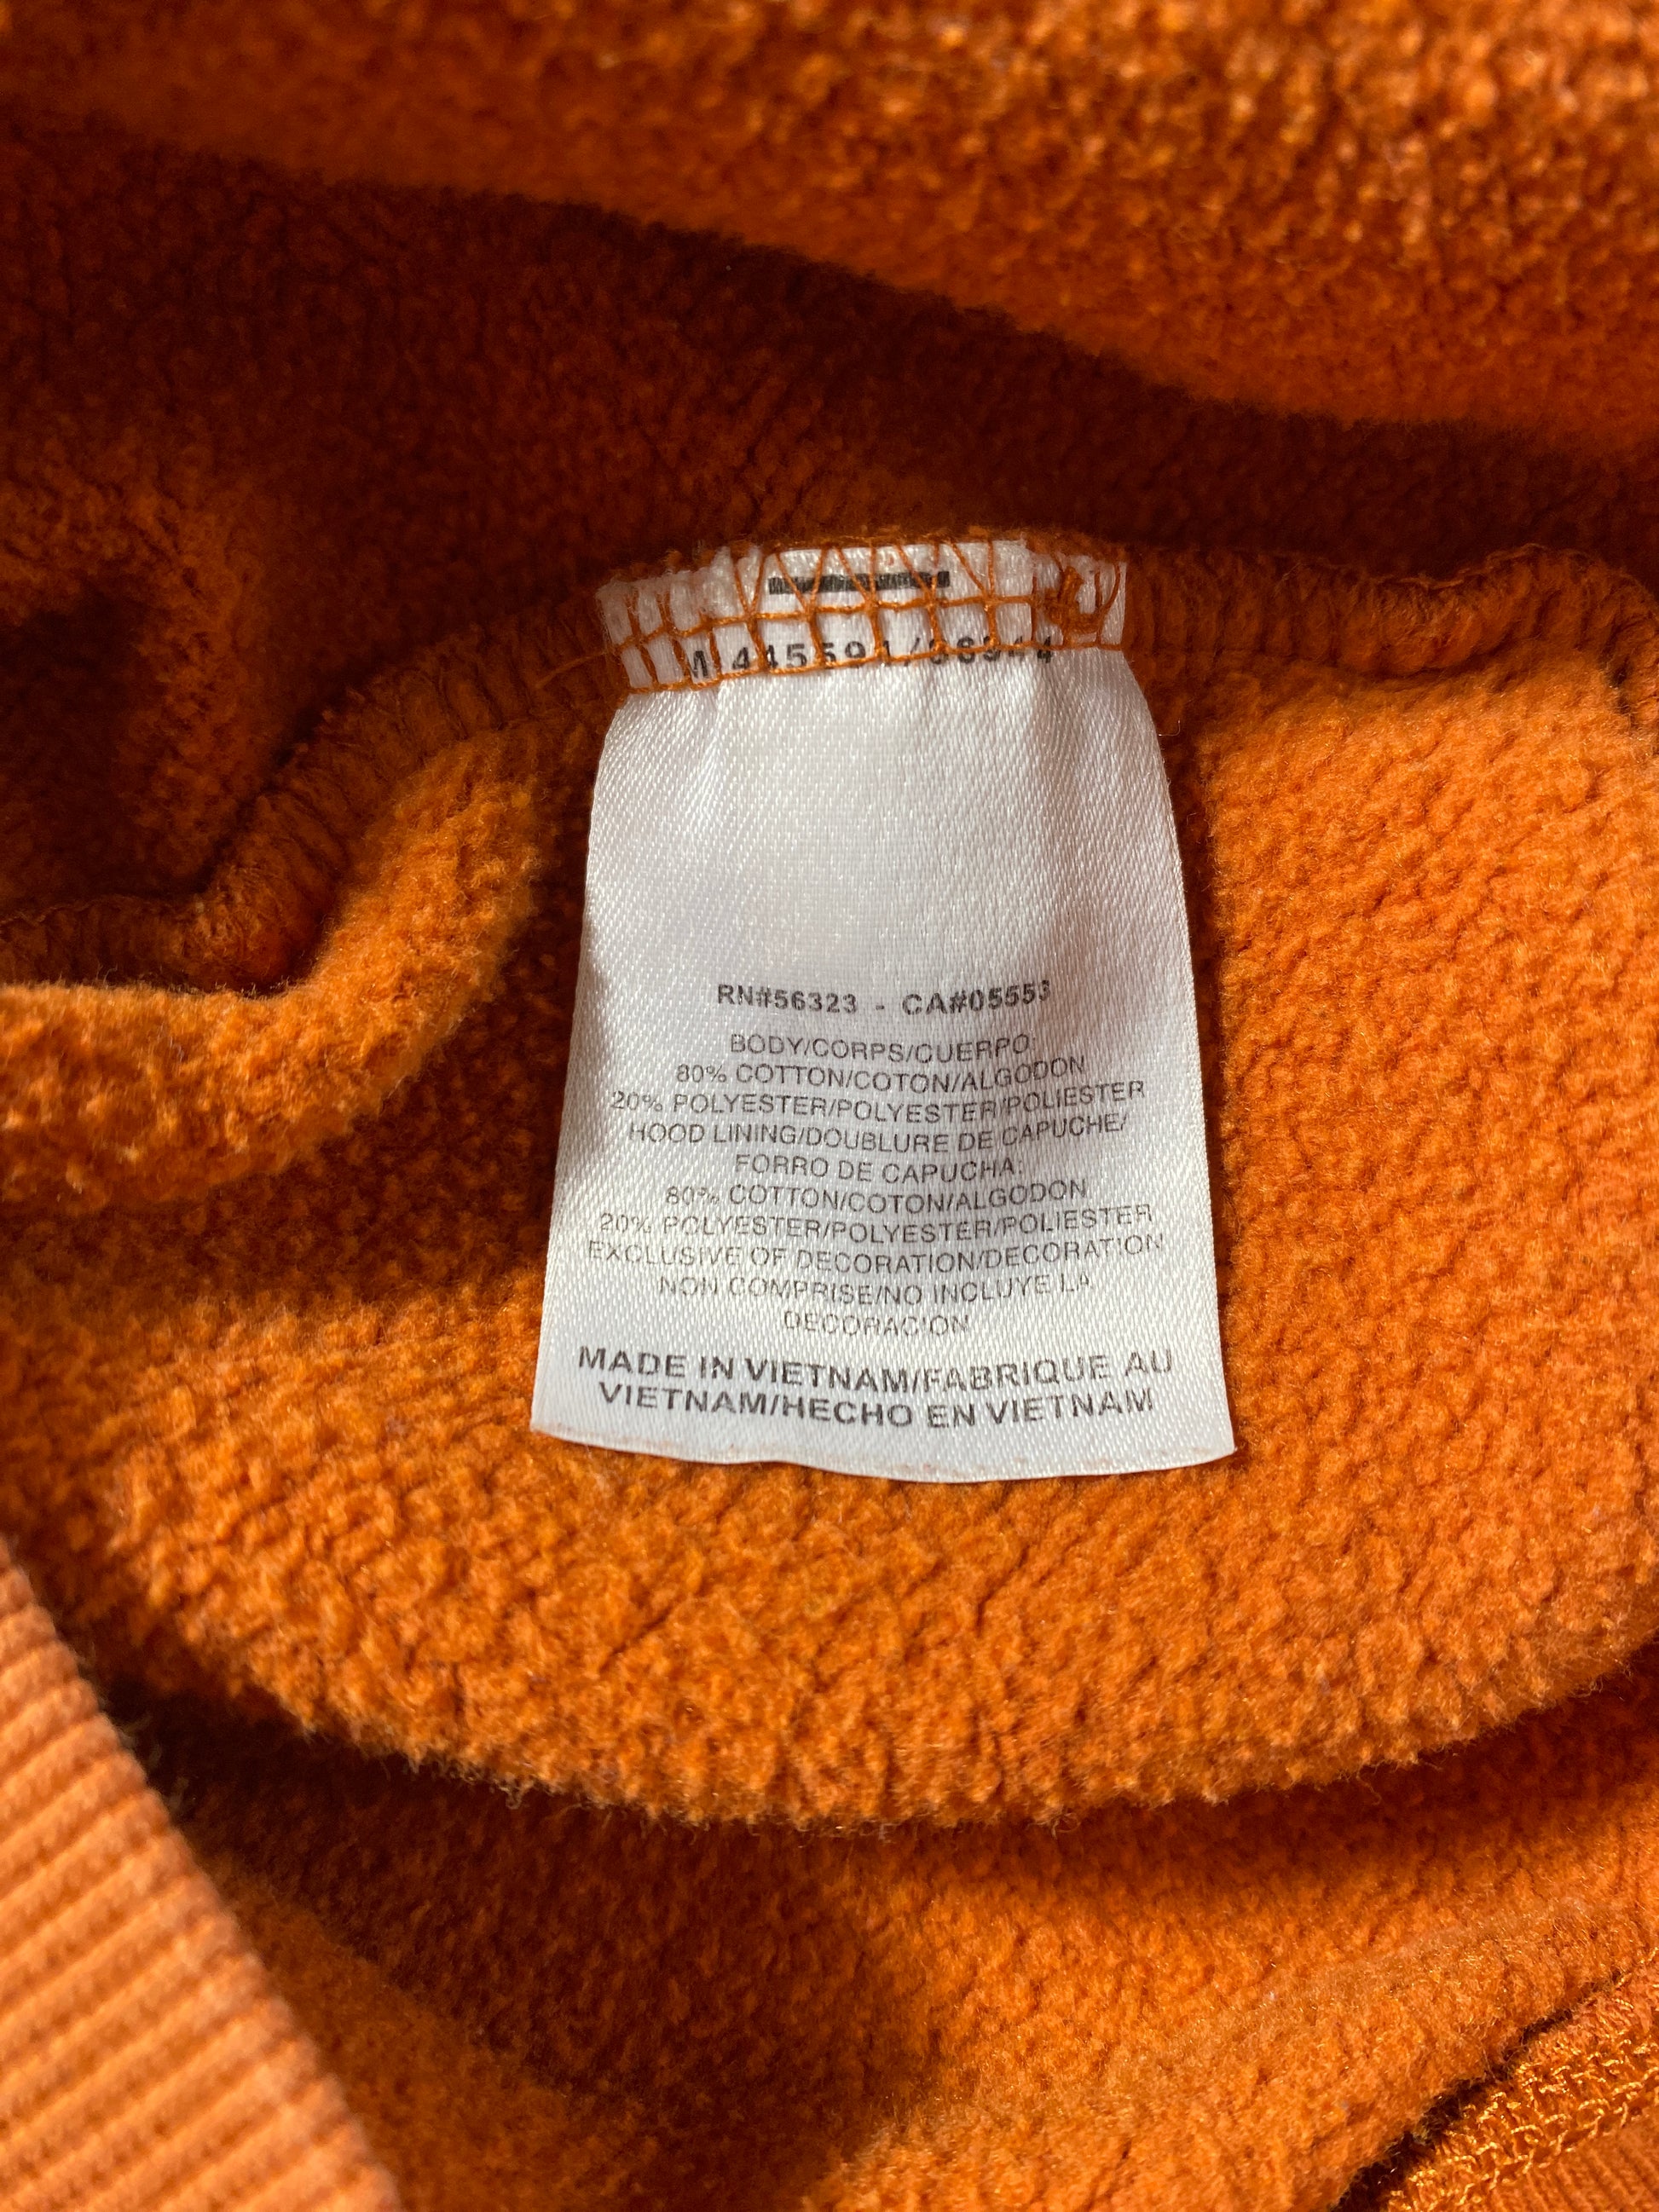 RN#56323 - CA#05553
BODY/CORPS/CUERPO:
80% COTTON/COTON/ALGODON
20% POLYESTER/POLYESTER/POLIESTER
HOOD LINING/DOUBLURE DE CAPUCHE/
FORRO DE CAPUCHA:
80% COTTON/COTON/ALGODON
20% POLYESTER/POLYESTER/POLIESTER
EXCLUSIVE OF DECORATION/DECORATION
NON COMPRISE/NO INCLUYE LA
DECORACION
MADE IN VIETNAM/FABRIQUE AU
VIETNAM/HECHO EN VIETNAM